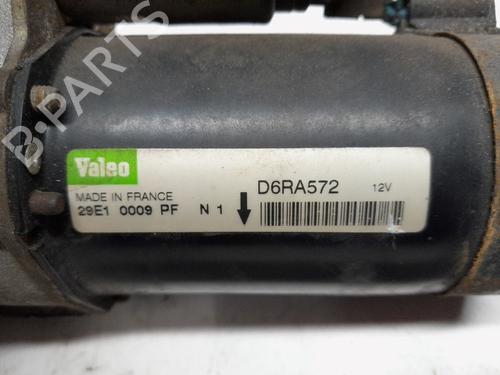 B-PARTS
Valeo
D6RA572 12V
MADE IN FRANCE
29E1 0009 PF N 1